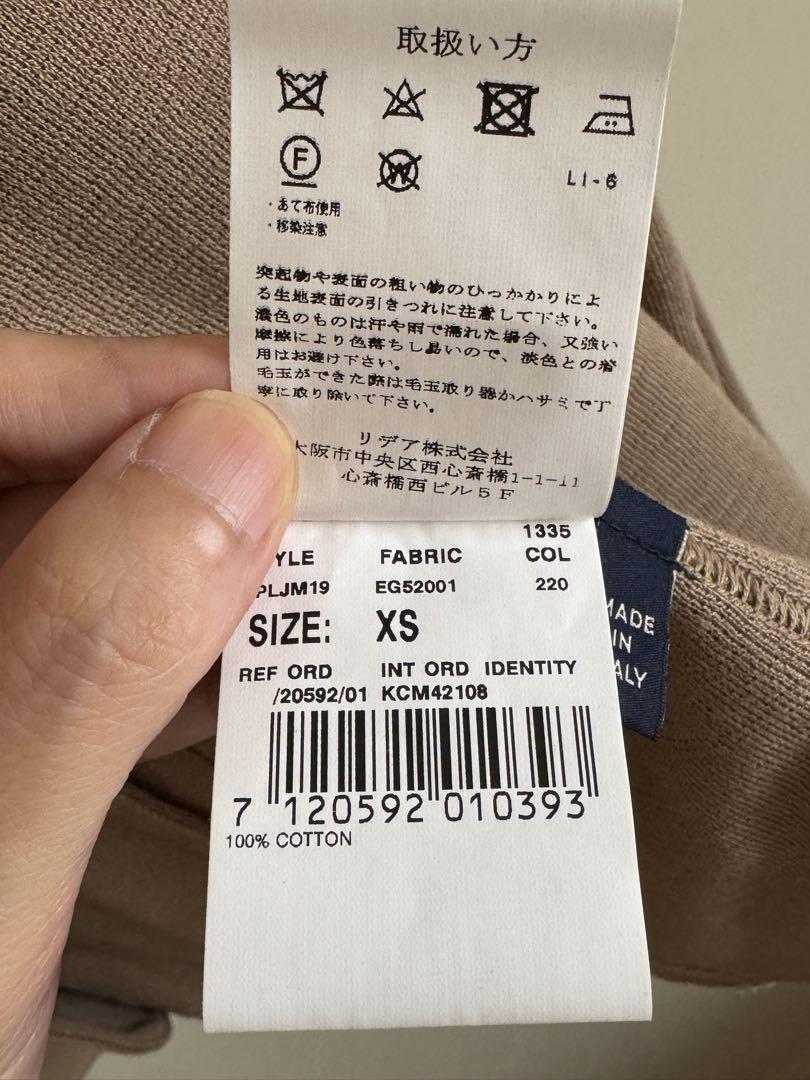 取扱い方
F
W
LI-6
・あて布使用
・移染注意
突起物や表面の粗い物のひっかかりによ
る生地表面の引きつれに注意して下さい。
濃色のものは汗や雨で濡れた場合、又強い
摩擦により色落ちし易いので、淡色との着
用はお避け下さい。
毛玉ができた際は毛玉取り器かハサミで丁
寧に取り除いて下さい。
リデア株式会社
大阪市中央区西心斎橋1-1-11
心斎橋西ビル5F
1335
YLE FABRIC COL
PLJM19 EG52001 220
SIZE: XS
REF ORD INT ORD IDENTITY
/20592/01 KCM42108
7 120592 010393
100% COTTON
MADE
IN
ALY